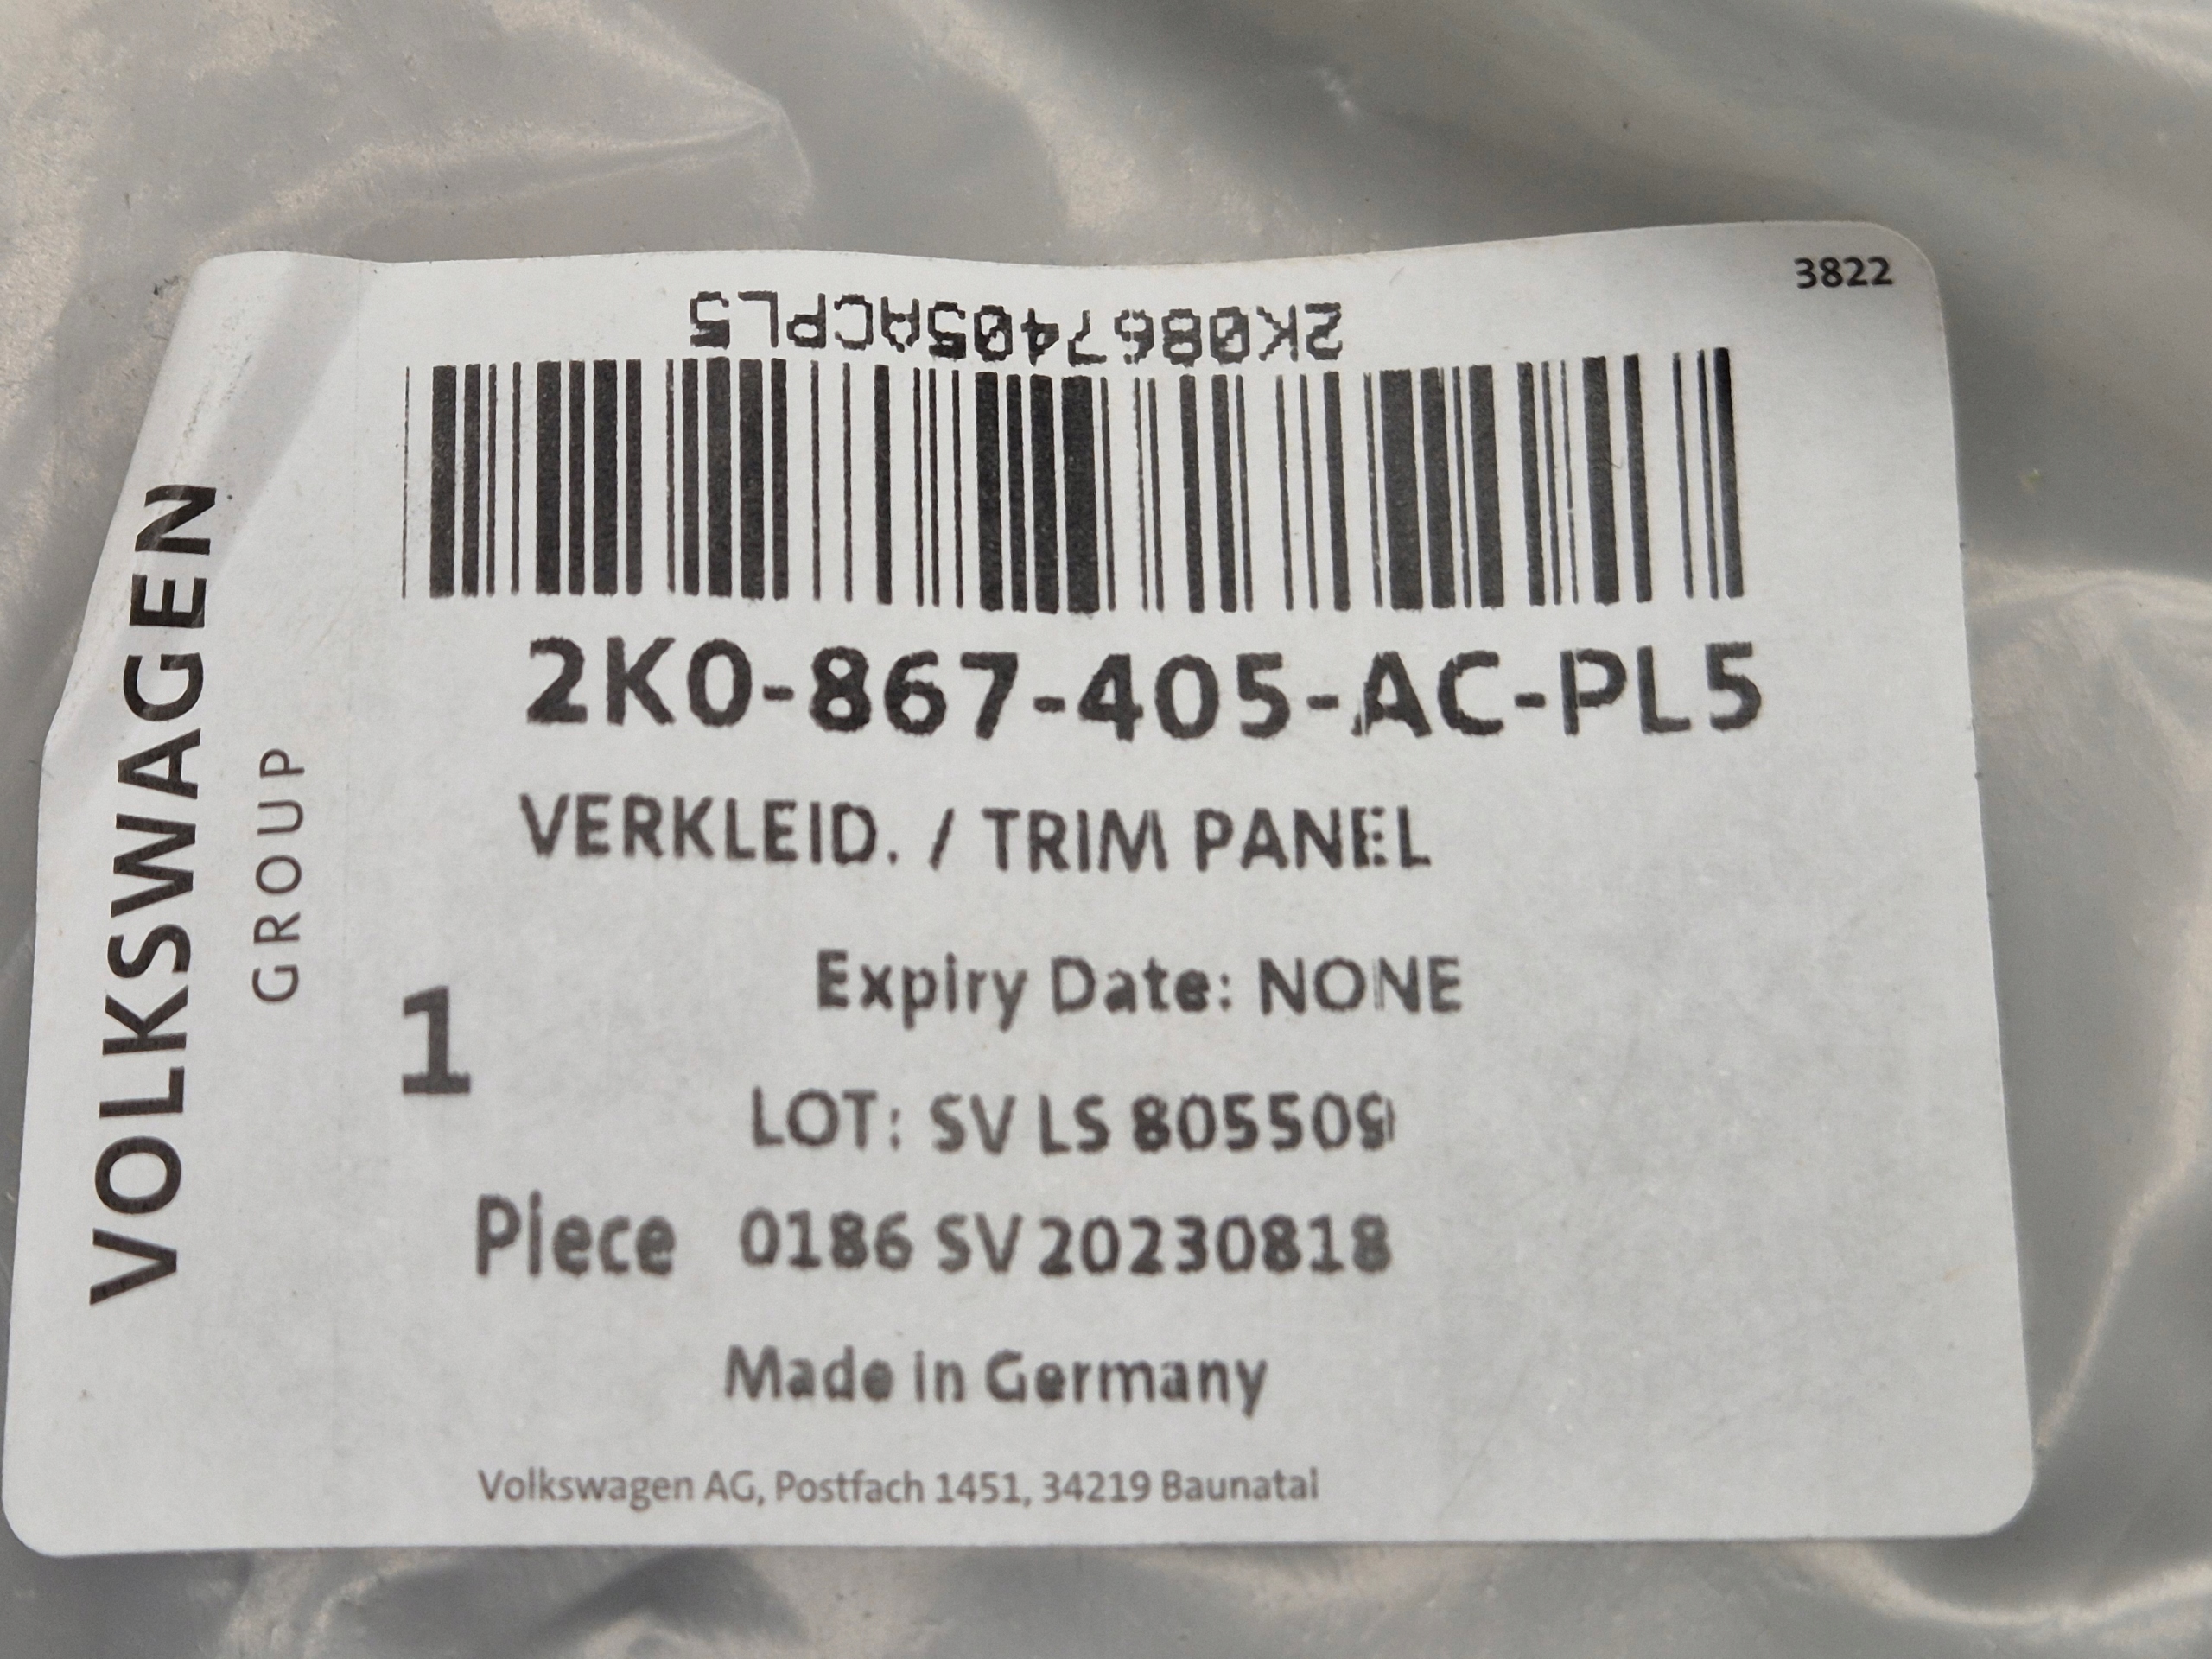 3822
2K0867405ACPL5
2K0-867-405-AC-PL5
VERKLEID. / TRIM PANEL
Expiry Date: NONE
1
LOT: SV LS 805509
Piece 0186 SV 20230818
Made in Germany
Volkswagen AG, Postfach 1451, 34219 Baunatal
VOLKSWAGEN
GROUP